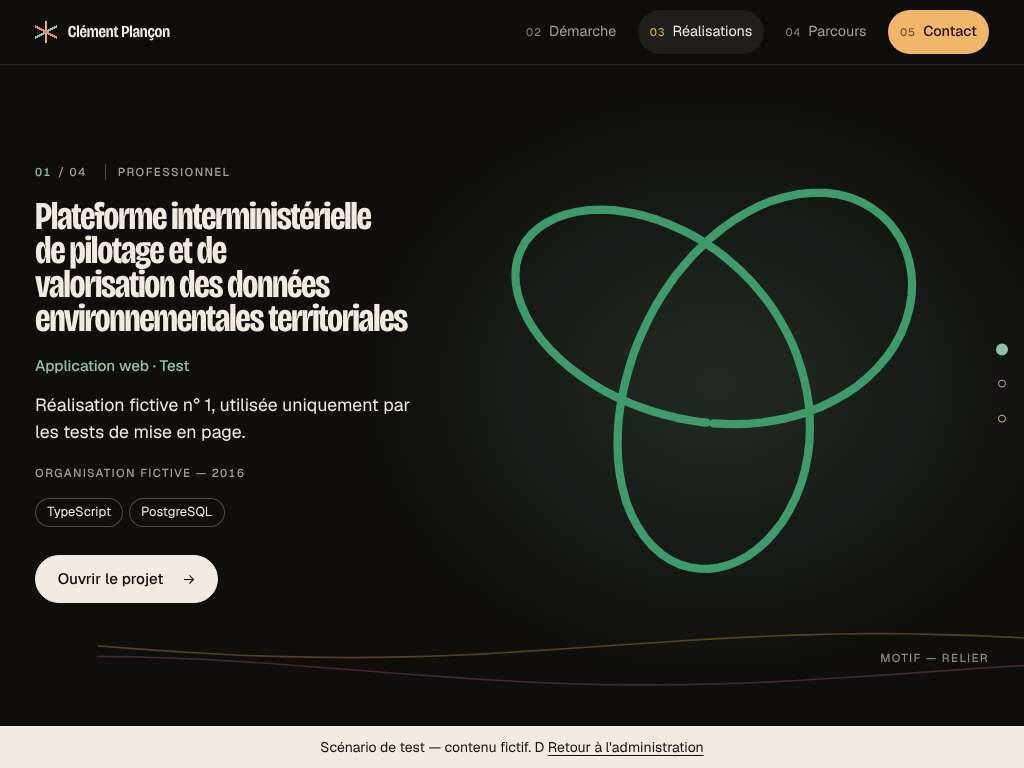 Clément Plançon
02 Démarche
03 Réalisations
04 Parcours
05 Contact
01 / 04 PROFESSIONNEL
Plateforme interministérielle
de pilotage et de
valorisation des données
environnementales territoriales
Application web · Test
Réalisation fictive n° 1, utilisée uniquement par
les tests de mise en page.
ORGANISATION FICTIVE — 2016
TypeScript
PostgreSQL
Ouvrir le projet →
MOTIF — RELIER
Scénario de test — contenu fictif. D Retour à l'administration